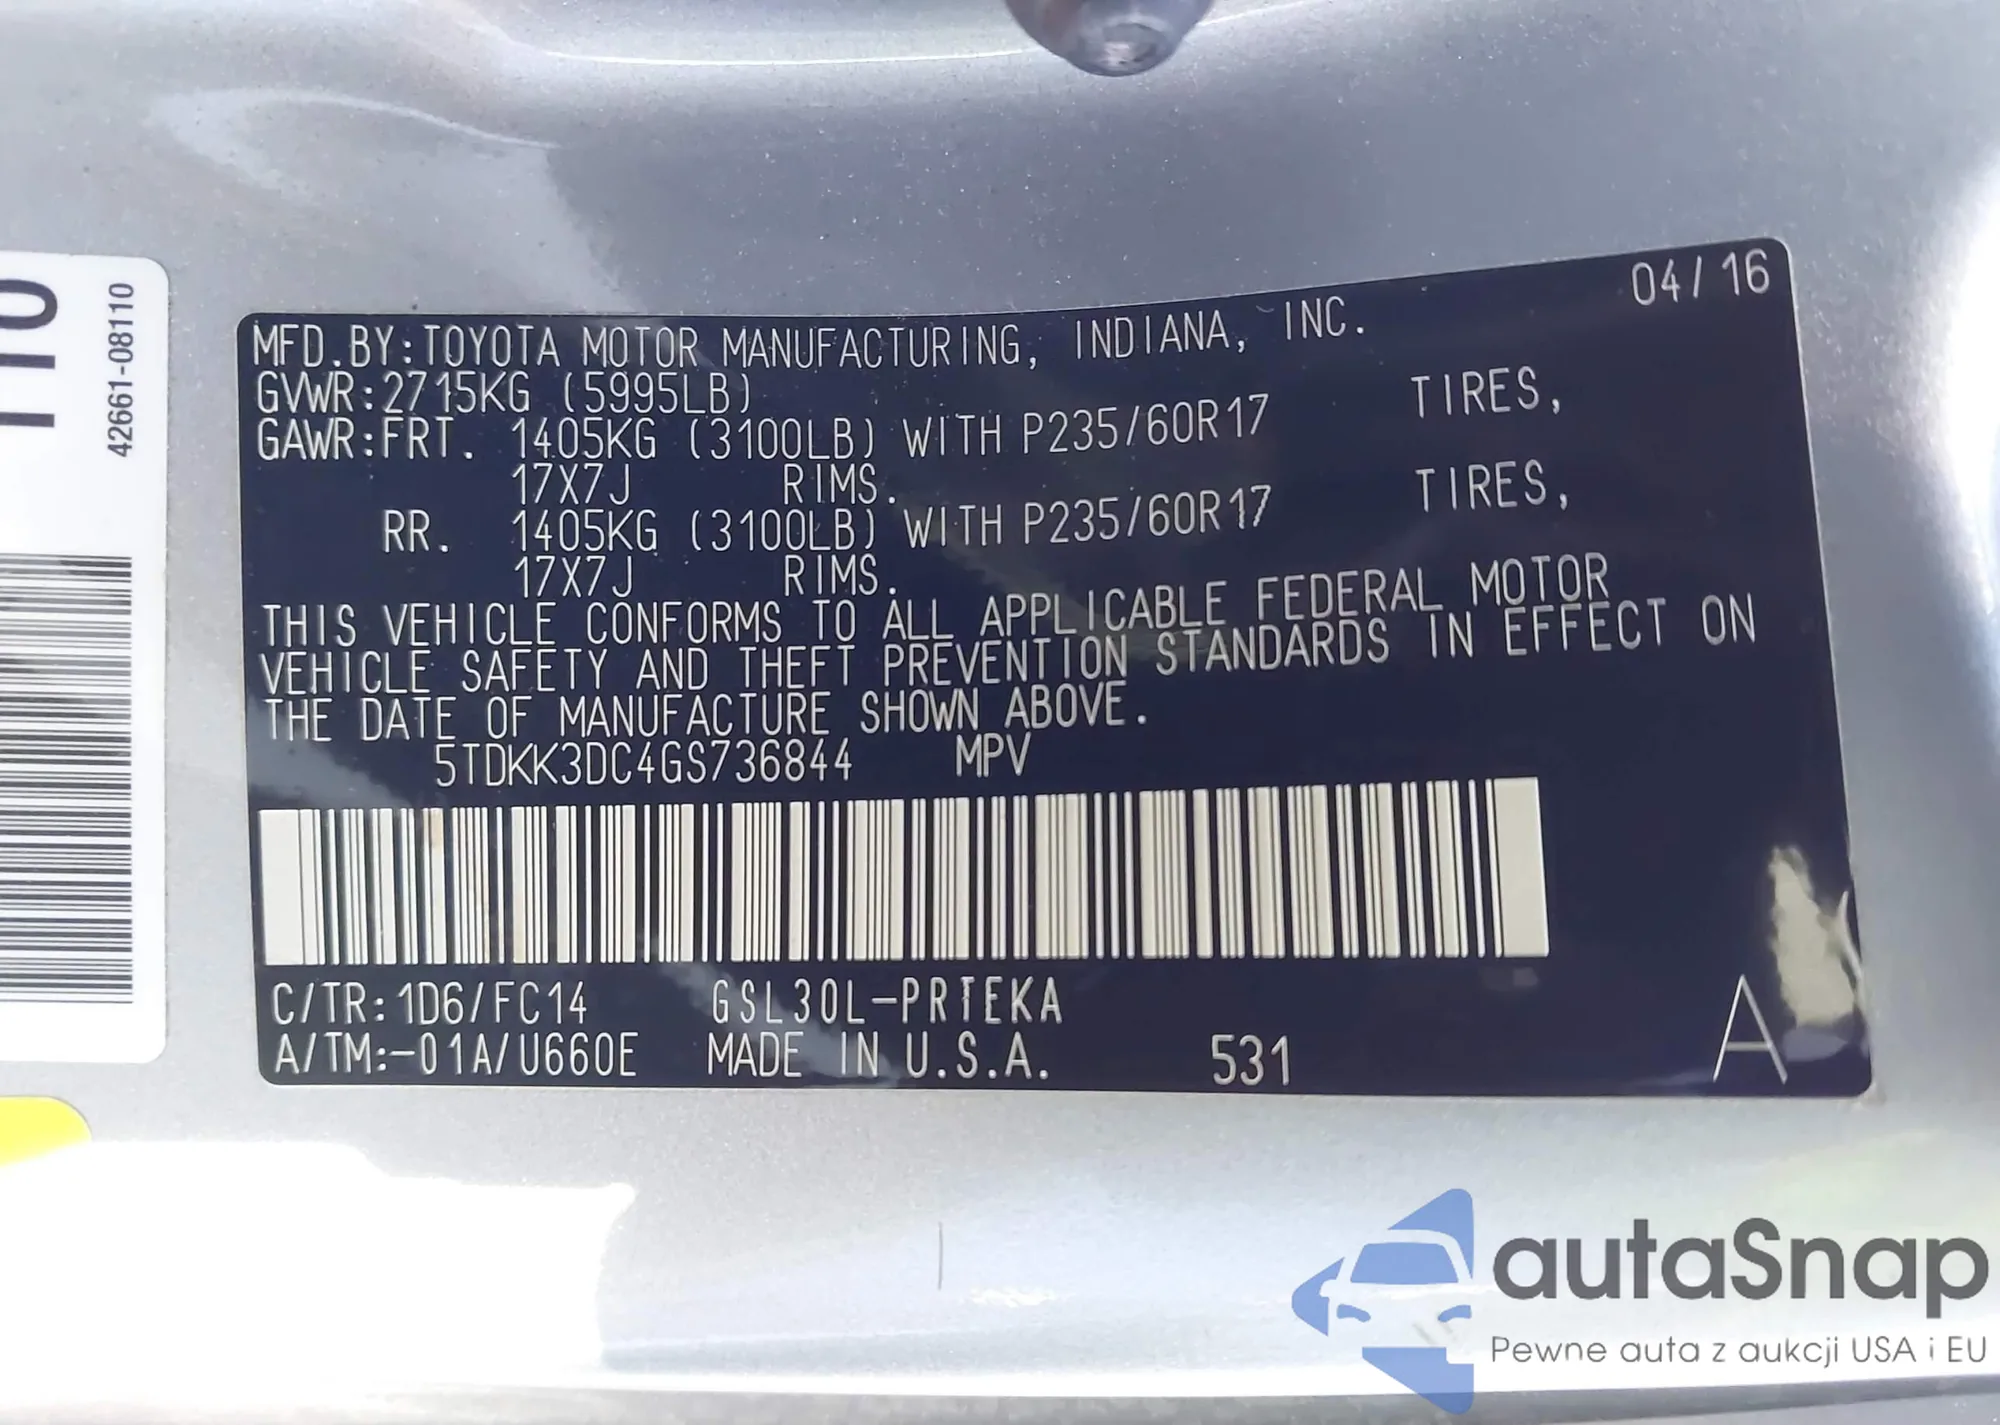 04/16
MFD.BY:TOYOTA MOTOR MANUFACTURING, INDIANA, INC.
GVWR:2715KG (5995LB)
GAWR:FRT. 1405KG (3100LB) WITH P235/60R17 TIRES,
17X7J RIMS.
RR. 1405KG (3100LB) WITH P235/60R17 TIRES,
17X7J RIMS.
THIS VEHICLE CONFORMS TO ALL APPLICABLE FEDERAL MOTOR
VEHICLE SAFETY AND THEFT PREVENTION STANDARDS IN EFFECT ON
THE DATE OF MANUFACTURE SHOWN ABOVE.
5TDKK3DC4GS736844 MPV
C/TR:1D6/FC14 GSL30L-PRTEKA
A/TM:-01A/U660E MADE IN U.S.A. 531 A
42661-08110
autaSnap
Pewne auta z aukcji USA i EU